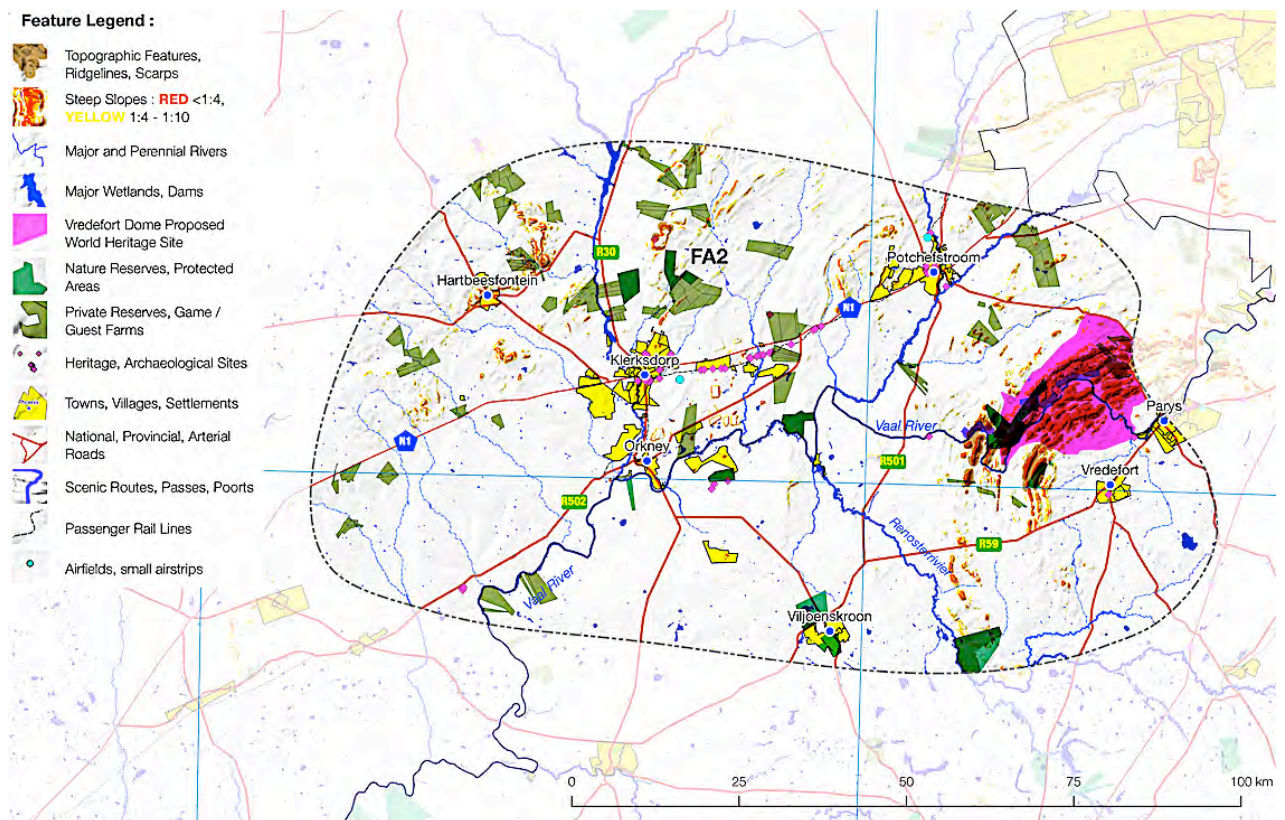 Feature Legend :
Topographic Features,
Ridgelines, Scarps
Steep Slopes : RED <1:4,
YELLOW 1:4 - 1:10
Major and Perennial Rivers
Major Wetlands, Dams
Vredefort Dome Proposed
World Heritage Site
Nature Reserves, Protected
Areas
Private Reserves, Game /
Guest Farms
Heritage, Archaeological Sites
Towns, Villages, Settlements
National, Provincial, Arterial
Roads
Scenic Routes, Passes, Poorts
Passenger Rail Lines
Airfields, small airstrips
R30
FA2
Potchefstroom
Hartbeesfontein
N1
Klerksdorp
Parys
Vaal River
N1
Orkney
R501
Vredefort
R502
Renosterrivier
R59
Vaal River
Viljoenskroon
0
25
50
75
100 km